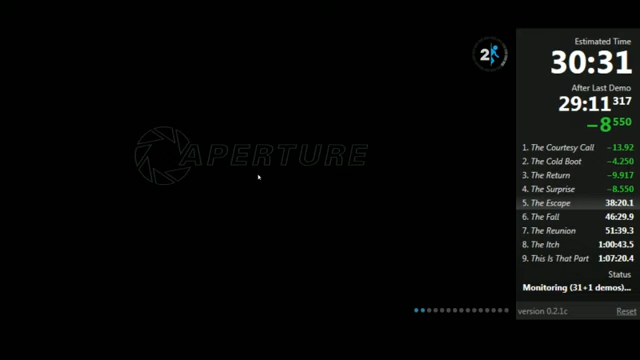 2
APERTURE
Estimated Time
30:31
After Last Demo
29:11 317
-8 550
1. The Courtesy Call -13.92
2. The Cold Boot -4.250
3. The Return -9.917
4. The Surprise -8.550
5. The Escape 38:20.1
6. The Fall 46:29.9
7. The Reunion 51:39.3
8. The Itch 1:00:43.5
9. This Is That Part 1:07:20.4
Status
Monitoring (31+1 demos)...
version 0.2.1c Reset